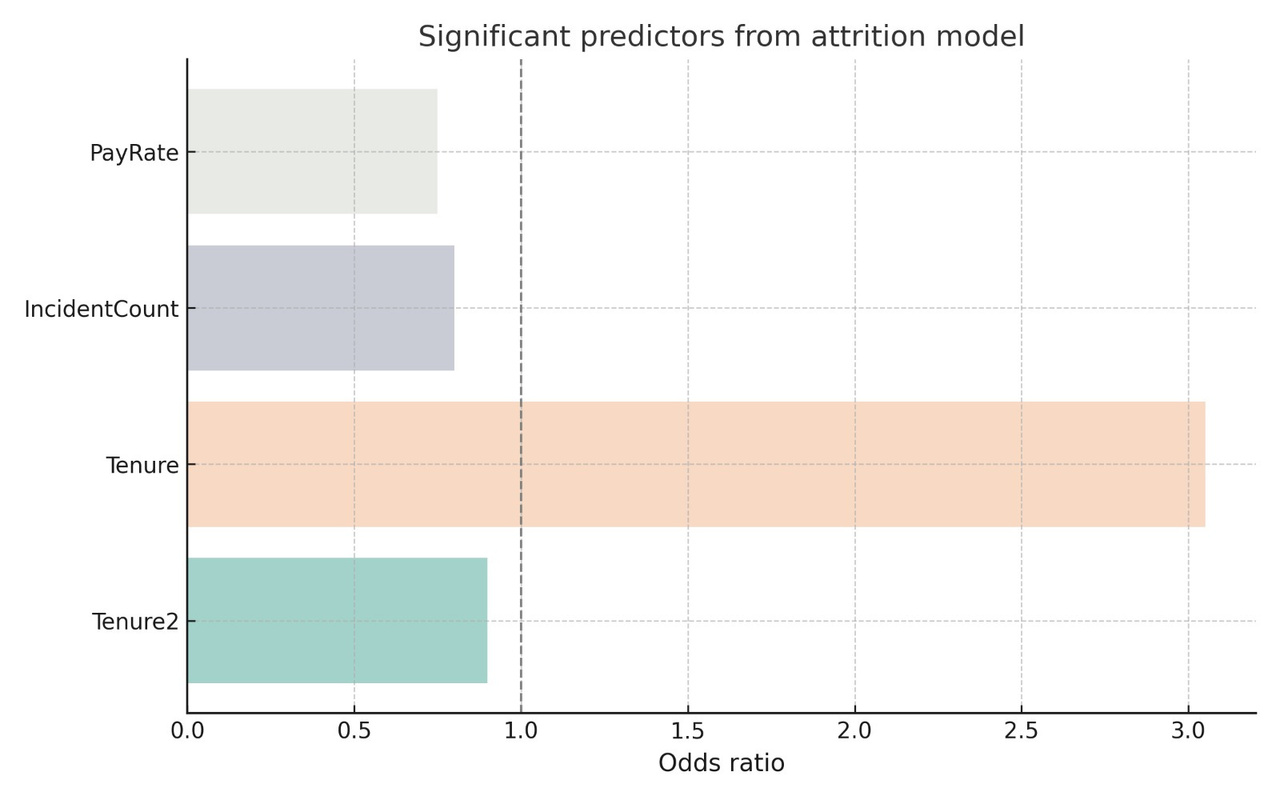 Significant predictors from attrition model
PayRate
IncidentCount
Tenure
Tenure2
0.0 0.5 1.0 1.5 2.0 2.5 3.0
Odds ratio